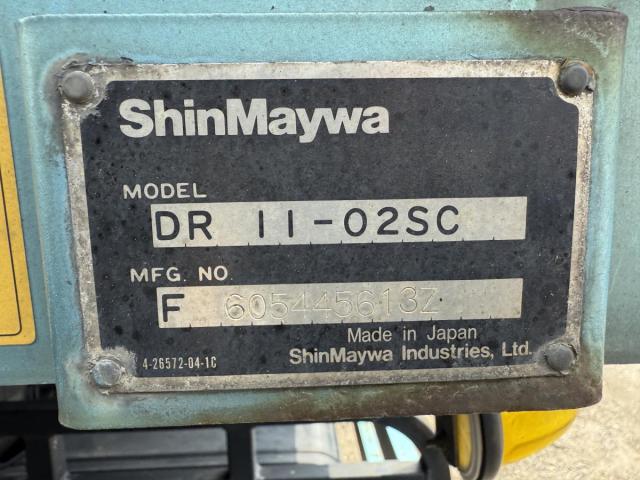 ShinMaywa
MODEL
DR 11-02SC
MFG. NO.
F 605445613Z
Made in Japan
4-26572-04-1C ShinMaywa Industries, Ltd.